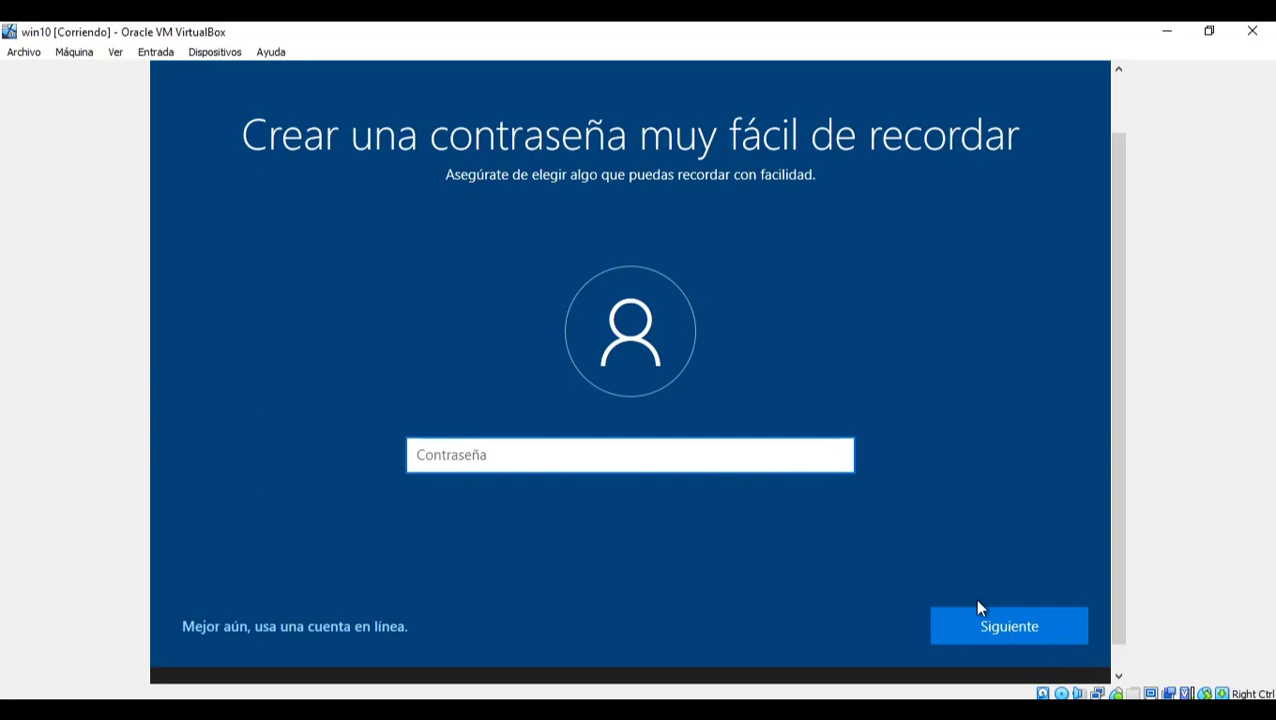 win10 [Corriendo] - Oracle VM VirtualBox
Archivo Máquina Ver Entrada Dispositivos Ayuda
Crear una contraseña muy fácil de recordar
Asegúrate de elegir algo que puedas recordar con facilidad.
Contraseña
Mejor aún, usa una cuenta en línea.
Siguiente
Right Ctrl